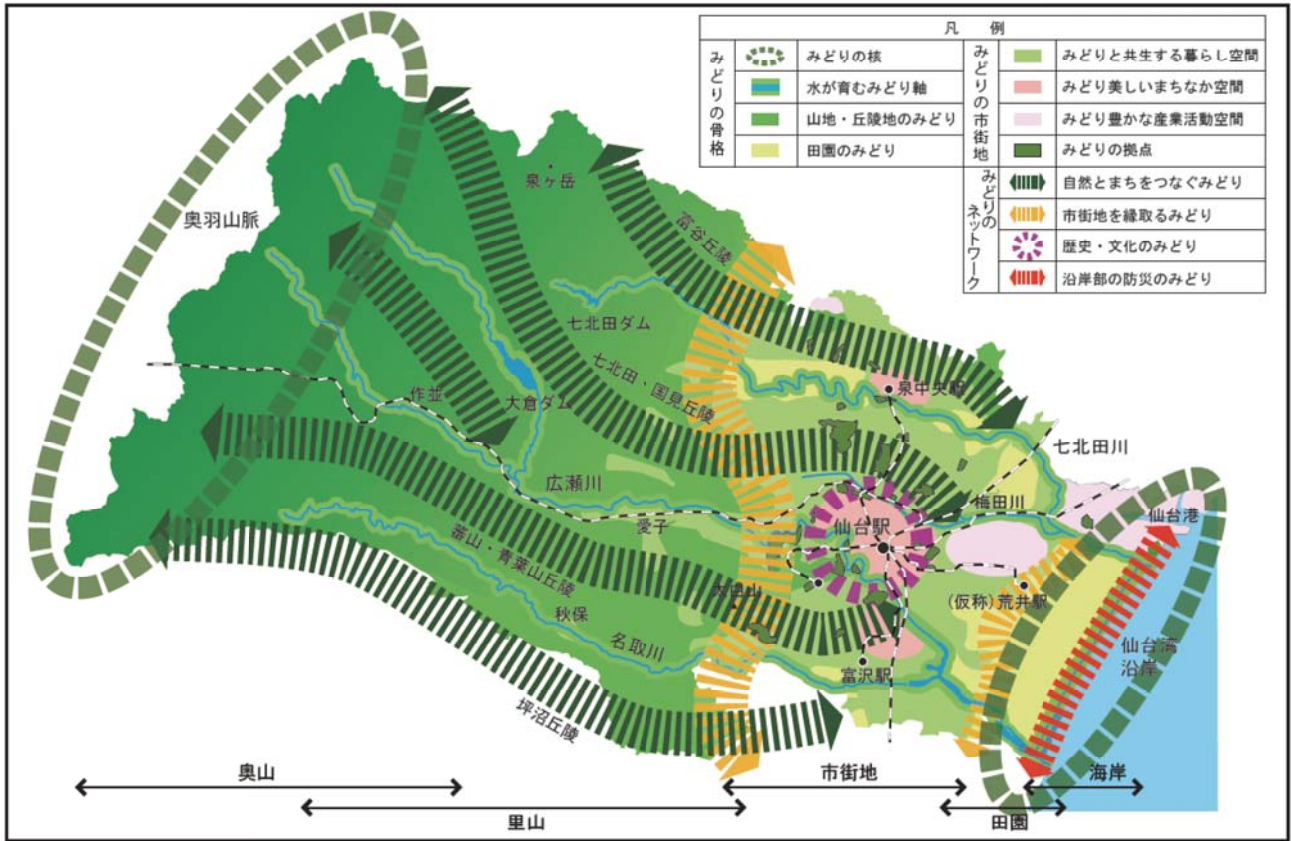 凡 例
みどりの骨格
みどりの核
水が育むみどり軸
山地・丘陵地のみどり
田園のみどり
みどりの市街地
みどりと共生する暮らし空間
みどり美しいまちなか空間
みどり豊かな産業活動空間
みどりの拠点
みどりのネットワーク
自然とまちをつなぐみどり
市街地を縁取るみどり
歴史・文化のみどり
沿岸部の防災のみどり
泉ヶ岳
奥羽山脈
富谷丘陵
七北田ダム
七北田・国見丘陵
作並
大倉ダム
泉中央駅
七北田川
広瀬川
梅田川
愛子
仙台駅
仙台港
蕃山・青葉山丘陵
太白山
(仮称)荒井駅
秋保
名取川
富沢駅
仙台湾
沿岸
坪沼丘陵
奥山
市街地
海岸
里山
田園